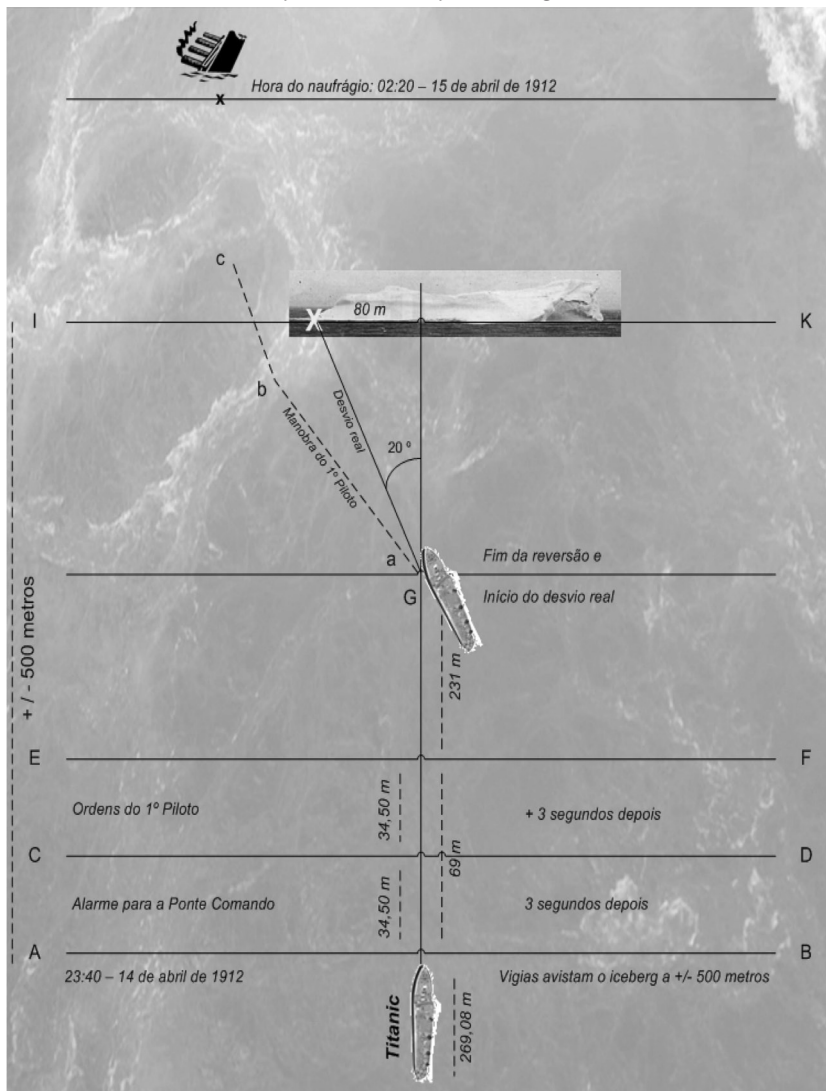 Hora do naufrágio: 02:20 – 15 de abril de 1912
x
c
80 m
I
X
K
b
Desvio real
20 º
Manobra do 1º Piloto
a
Fim da reversão e
G
Início do desvio real
+ / - 500 metros
231 m
E
F
Ordens do 1º Piloto
34,50 m
+ 3 segundos depois
C
D
69 m
Alarme para a Ponte Comando
34,50 m
3 segundos depois
A
B
23:40 – 14 de abril de 1912
Vigias avistam o iceberg a +/- 500 metros
Titanic
269,08 m